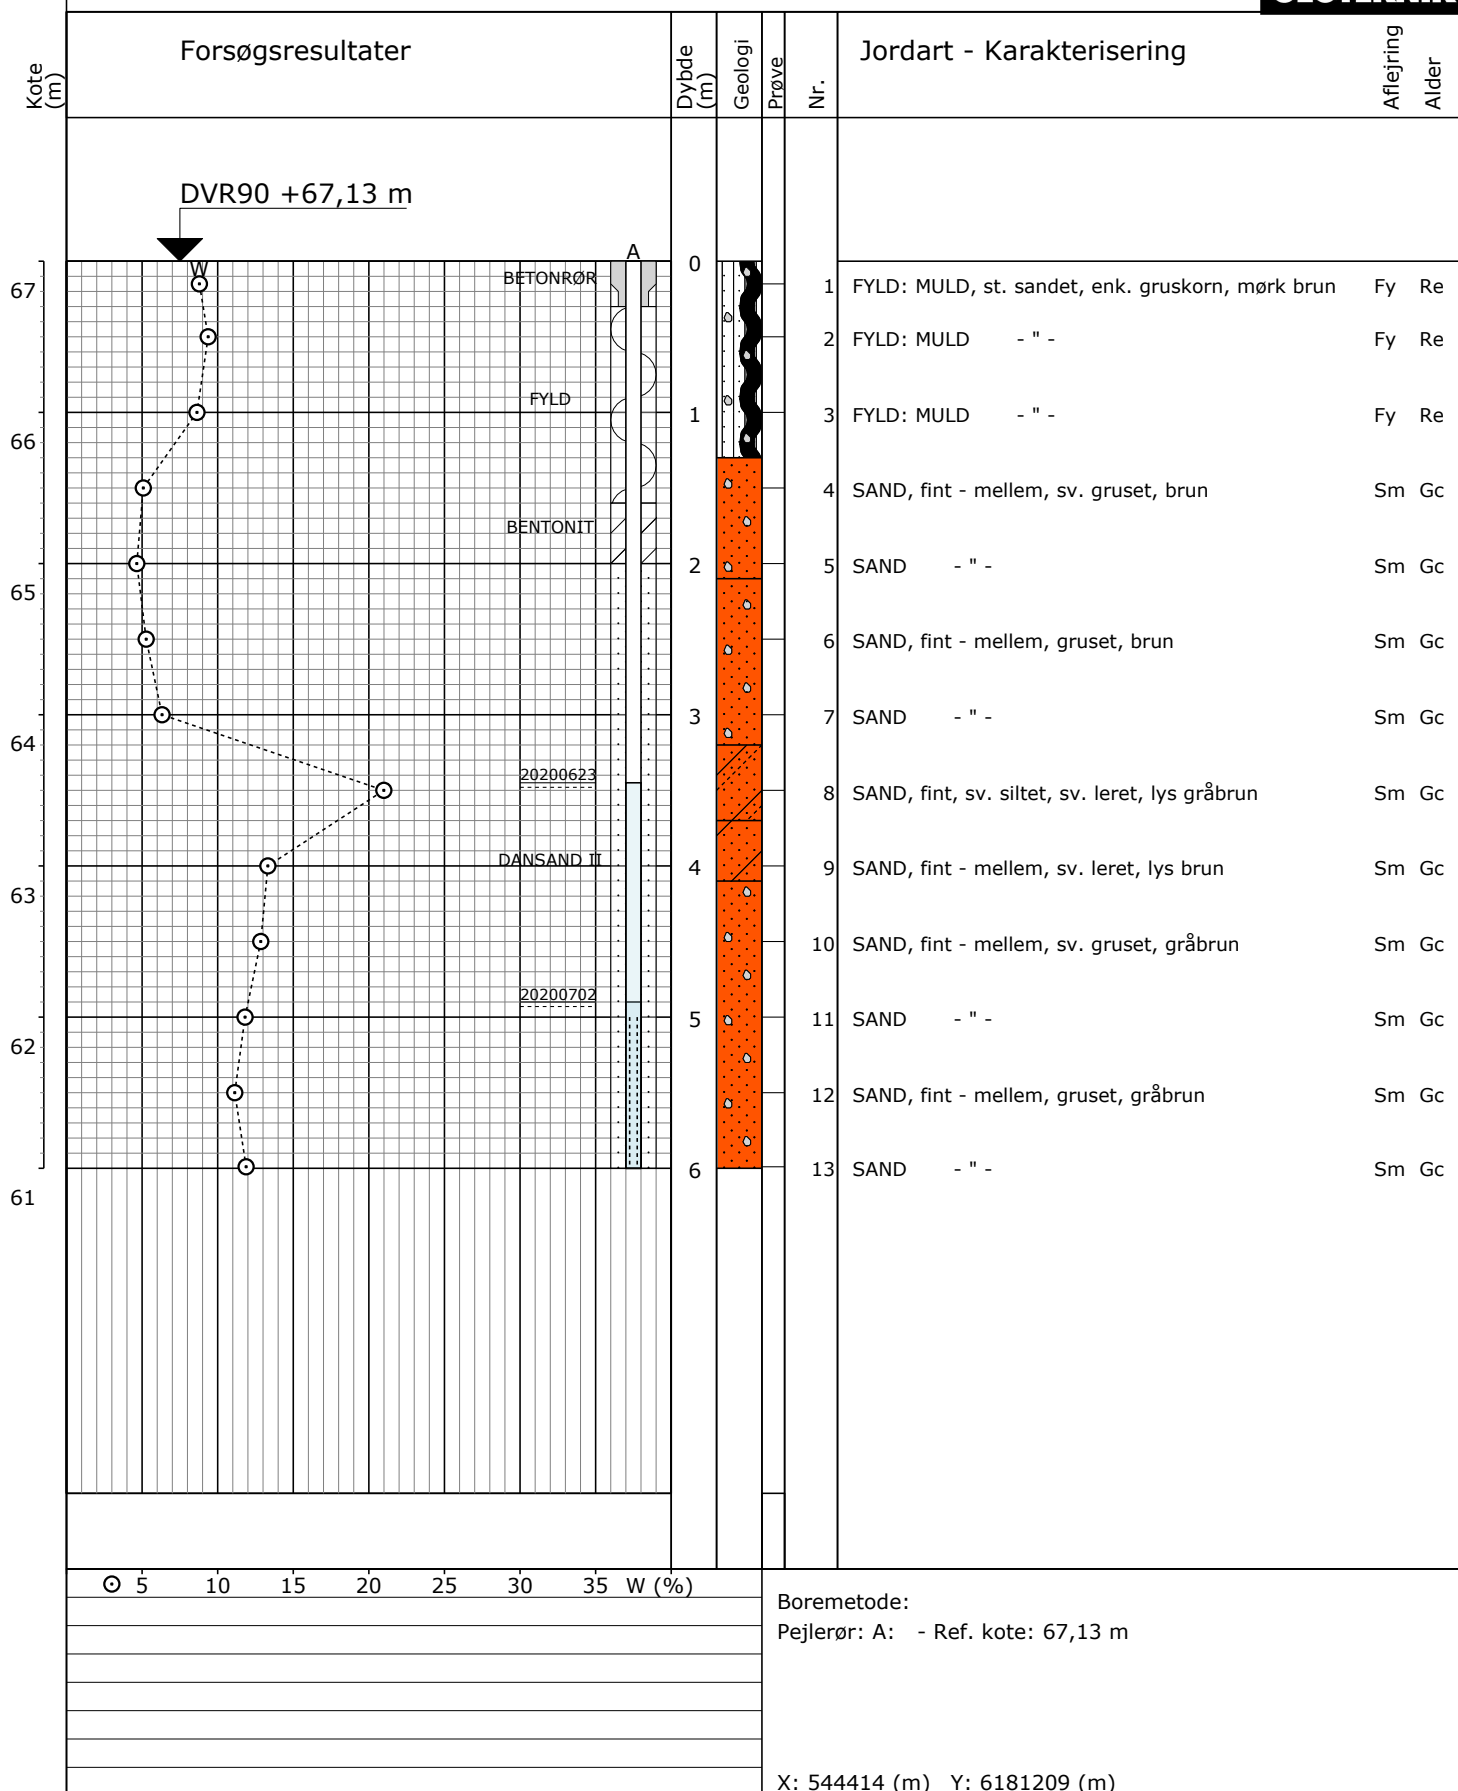 Kote (m)
Forsøgsresultater
Dybde (m)
Geologi
Prøve
Nr.
Jordart - Karakterisering
Aflejring
Alder
DVR90 +67,13 m
W
A
BETONRØR
0
67
1 FYLD: MULD, st. sandet, enk. gruskorn, mørk brun Fy Re
2 FYLD: MULD - " - Fy Re
FYLD
1
3 FYLD: MULD - " - Fy Re
66
4 SAND, fint - mellem, sv. gruset, brun Sm Gc
BENTONIT
2
5 SAND - " - Sm Gc
65
6 SAND, fint - mellem, gruset, brun Sm Gc
3
7 SAND - " - Sm Gc
64
20200623
8 SAND, fint, sv. siltet, sv. leret, lys gråbrun Sm Gc
DANSAND II
4
9 SAND, fint - mellem, sv. leret, lys brun Sm Gc
63
10 SAND, fint - mellem, sv. gruset, gråbrun Sm Gc
20200702
5
11 SAND - " - Sm Gc
62
12 SAND, fint - mellem, gruset, gråbrun Sm Gc
6
13 SAND - " - Sm Gc
61
5 10 15 20 25 30 35 W (%)
Boremetode:
Pejlerør: A: - Ref. kote: 67,13 m
X: 544414 (m) Y: 6181209 (m)